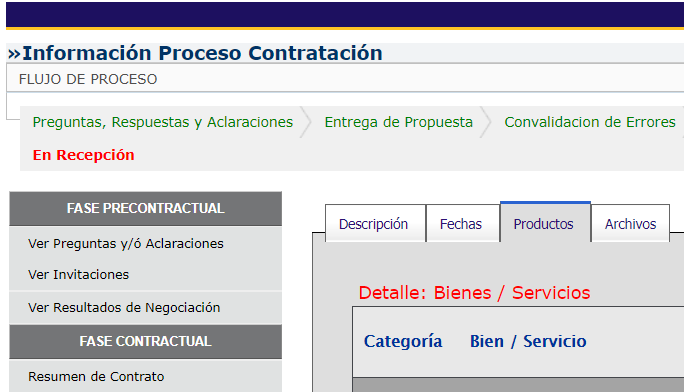 »Información Proceso Contratación
FLUJO DE PROCESO
Preguntas, Respuestas y Aclaraciones
Entrega de Propuesta
Convalidacion de Errores
En Recepción
FASE PRECONTRACTUAL
Ver Preguntas y/ó Aclaraciones
Ver Invitaciones
Ver Resultados de Negociación
FASE CONTRACTUAL
Resumen de Contrato
Descripción
Fechas
Productos
Archivos
Detalle: Bienes / Servicios
Categoría
Bien / Servicio